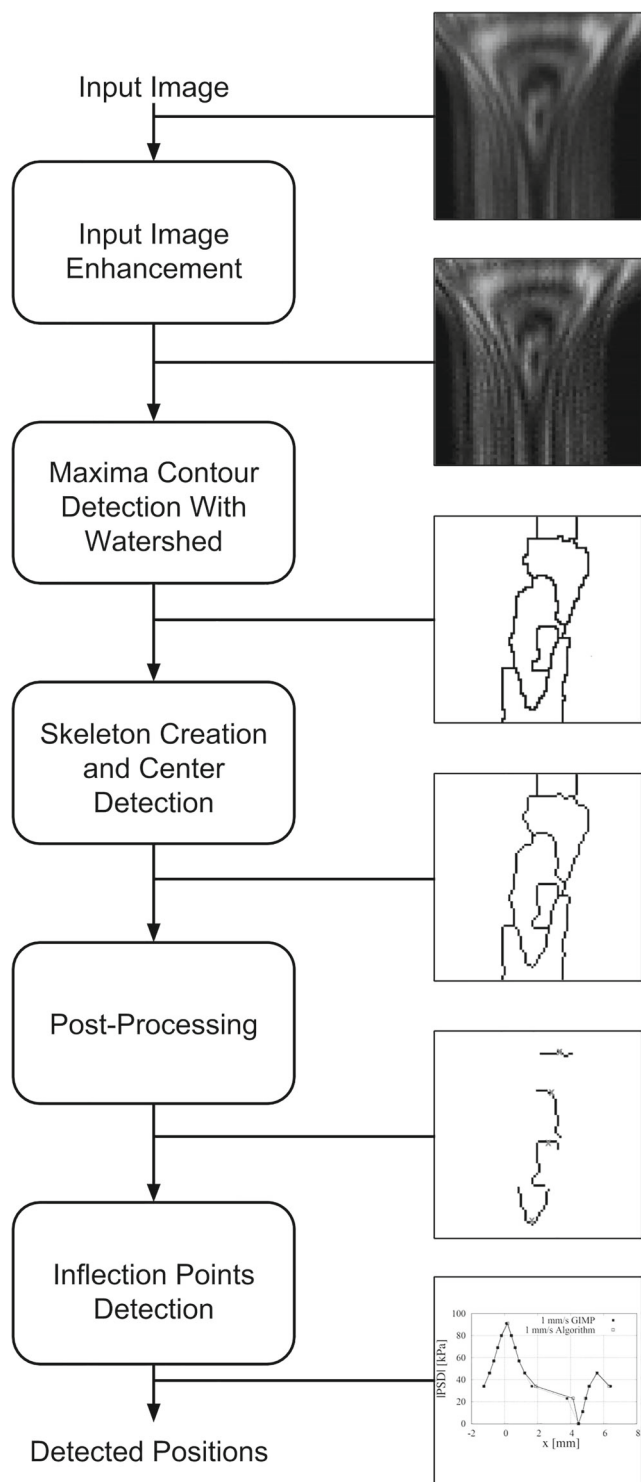 Input Image
Input Image
Enhancement
Maxima Contour
Detection With
Watershed
Skeleton Creation
and Center
Detection
Post-Processing
Inflection Points
Detection
100
80
60
40
20
0
|PSD| [kPa]
1 mm/s GIMP
1 mm/s Algorithm
-2 0 2 4 6 8
x [mm]
Detected Positions